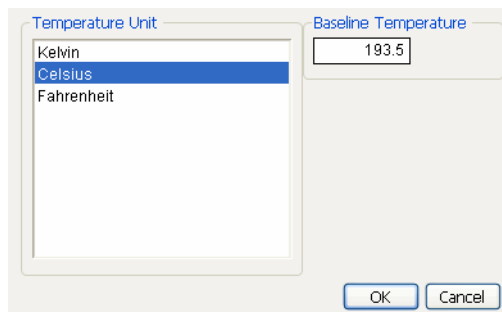 Temperature Unit
Kelvin
Celsius
Fahrenheit
Baseline Temperature
193.5
OK
Cancel